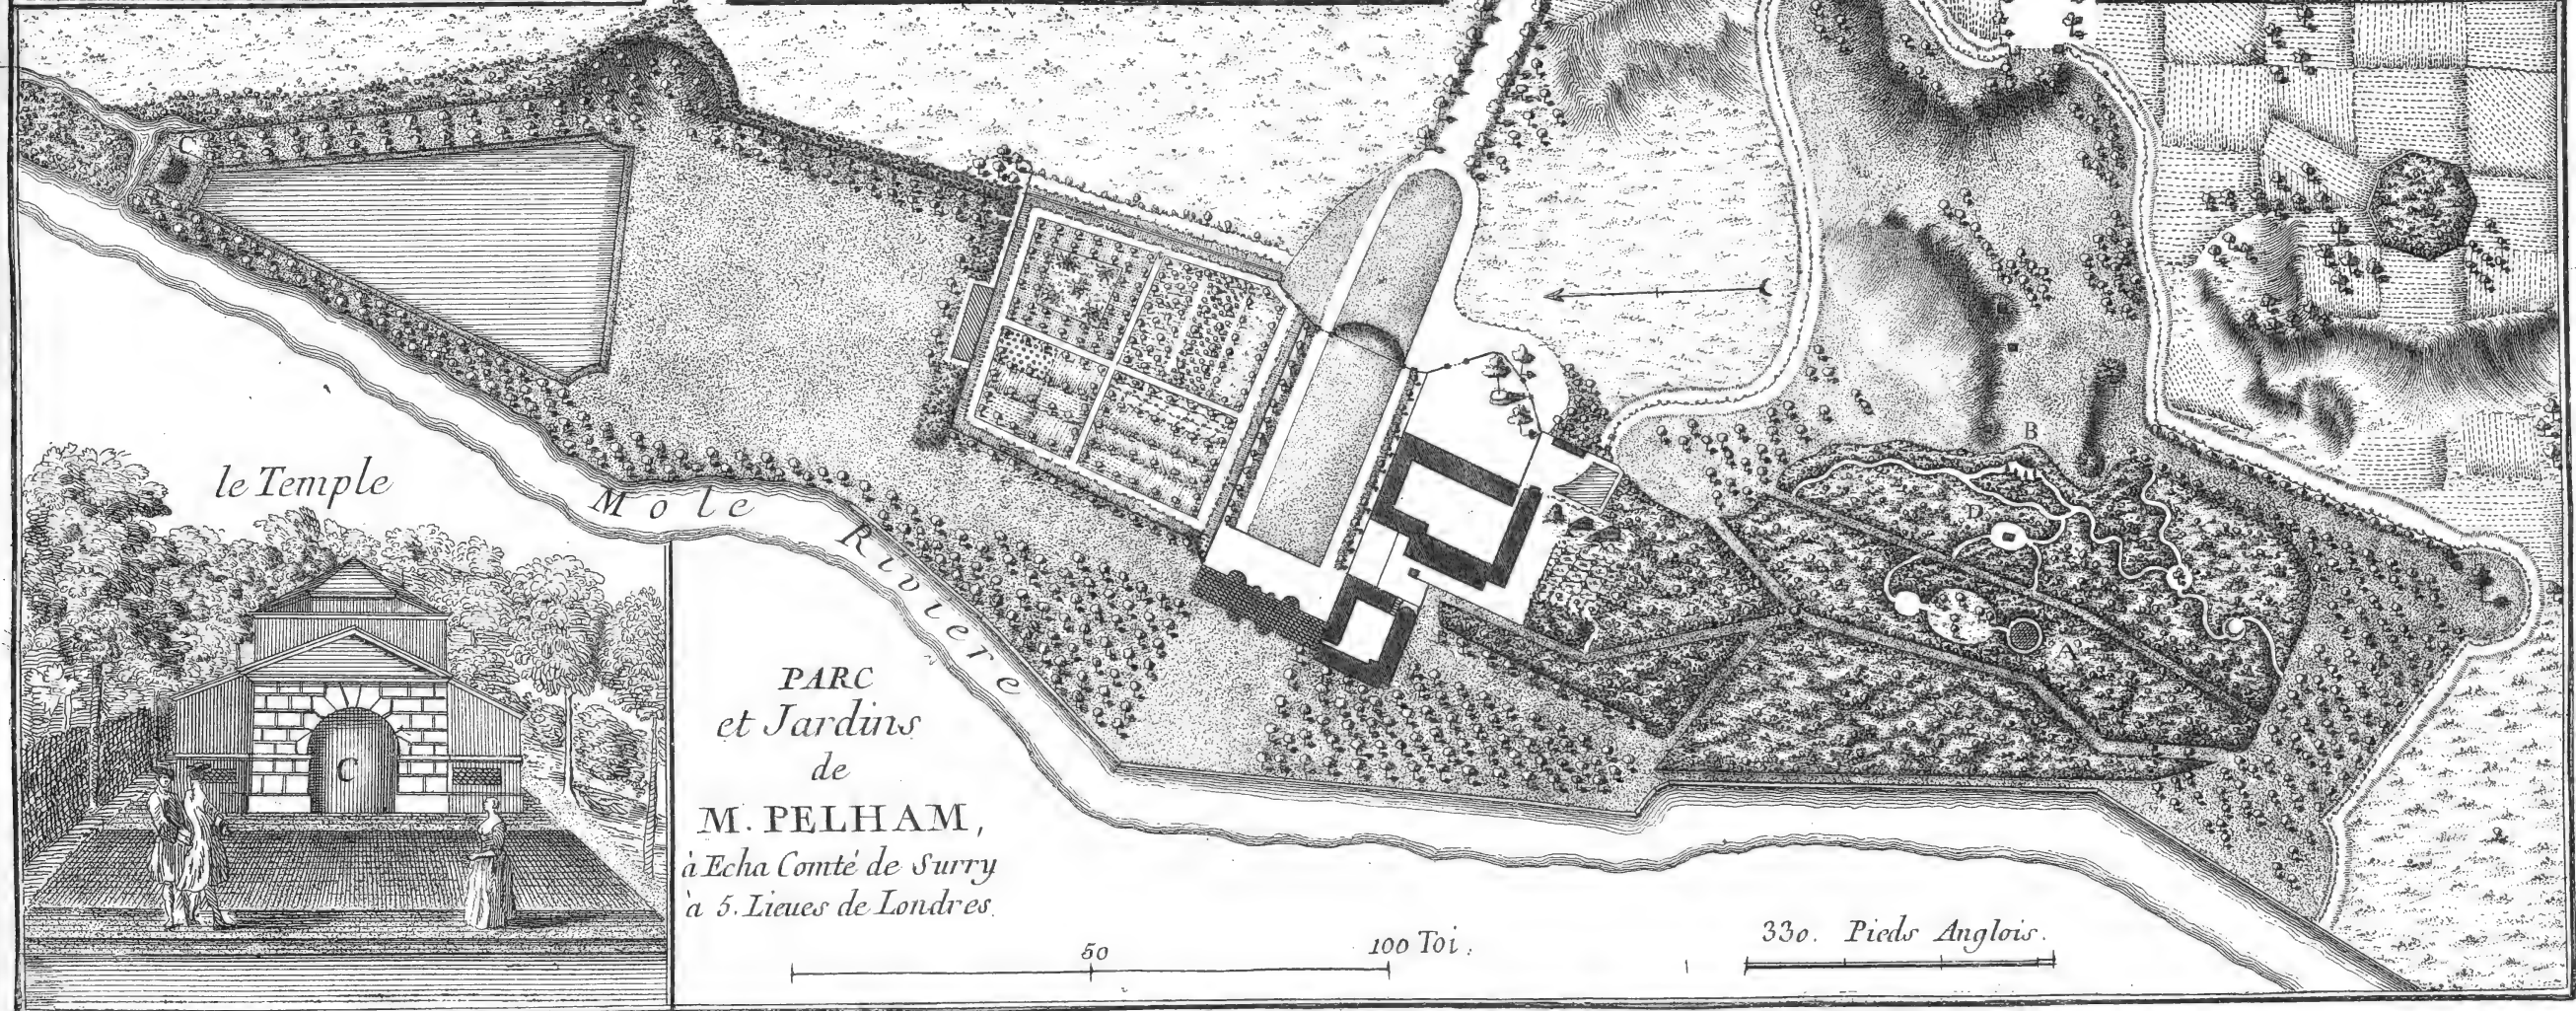 C
B
D
A
le Temple
Mole
Riviere
C
PARC
et Jardins
de
M. PELHAM,
à Echa Comté de Surry
à 5. Lieues de Londres.
50
100 Toi.
330. Pieds Anglois.